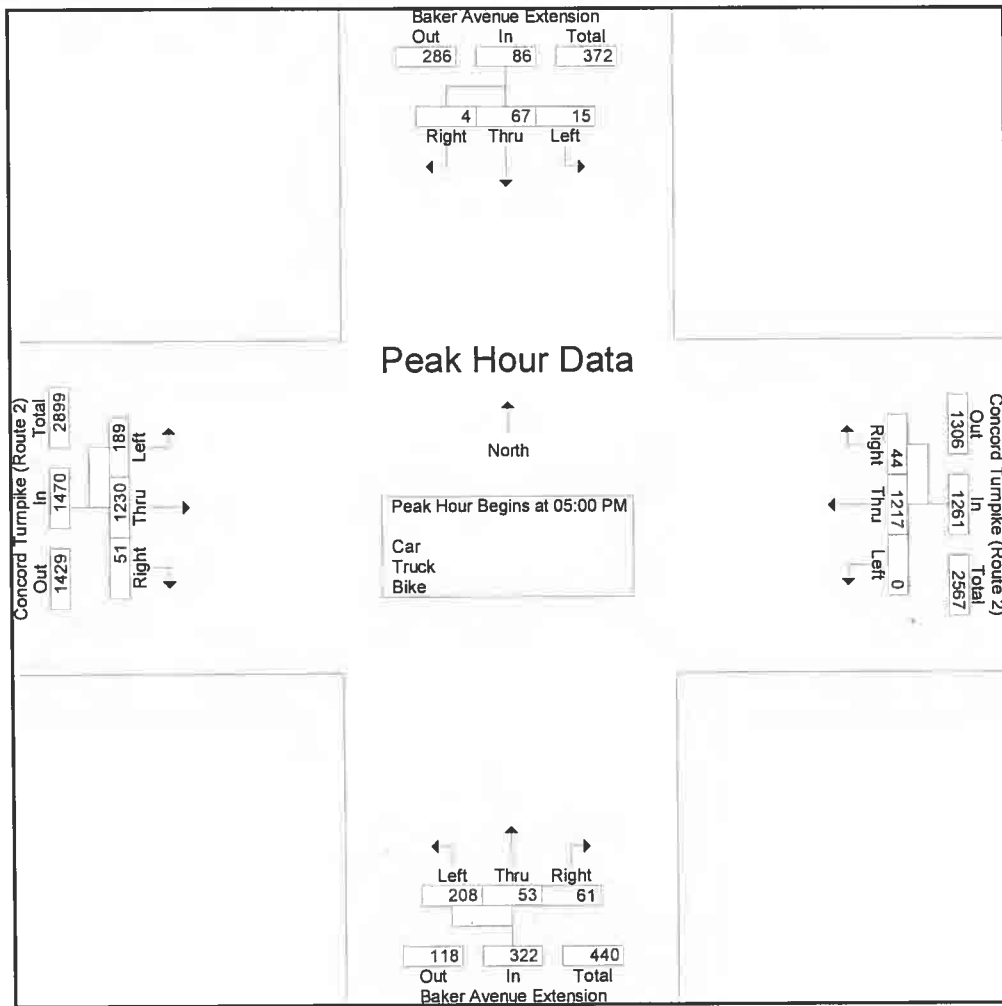 Baker Avenue Extension
Out In Total
286 86 372
4 67 15
Right Thru Left
Peak Hour Data
North
Peak Hour Begins at 05:00 PM
Car
Truck
Bike
Concord Turnpike (Route 2)
Out In Total
1429 1470 2899
51 1230 189
Right Thru Left
Concord Turnpike (Route 2)
Out In Total
1306 1261 2567
44 1217 0
Right Thru Left
Left Thru Right
208 53 61
118 322 440
Out In Total
Baker Avenue Extension